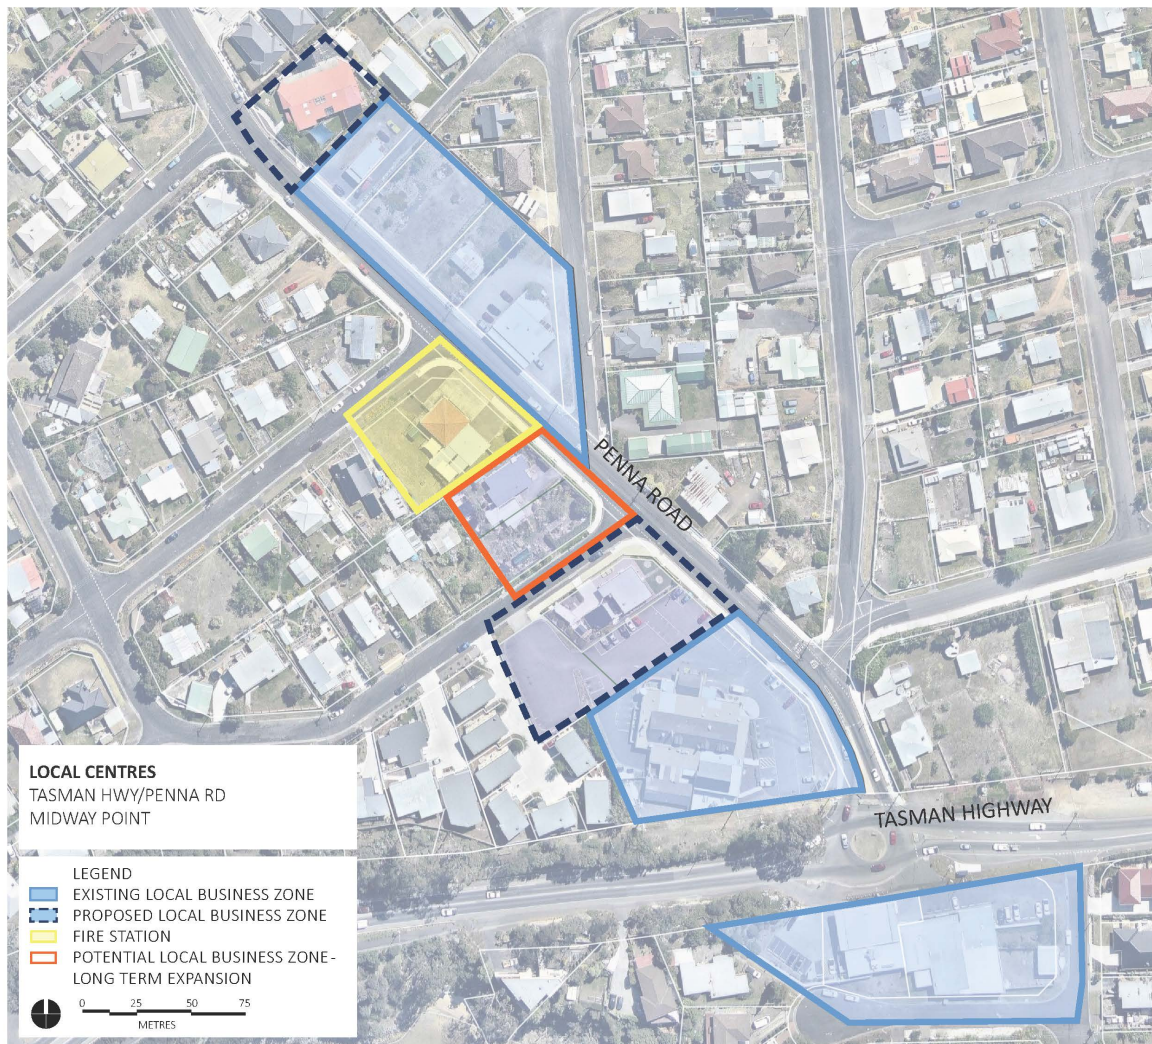 PENNA ROAD
TASMAN HIGHWAY
LOCAL CENTRES
TASMAN HWY/PENNA RD
MIDWAY POINT
LEGEND
EXISTING LOCAL BUSINESS ZONE
PROPOSED LOCAL BUSINESS ZONE
FIRE STATION
POTENTIAL LOCAL BUSINESS ZONE-
LONG TERM EXPANSION
0 25 50 75
METRES